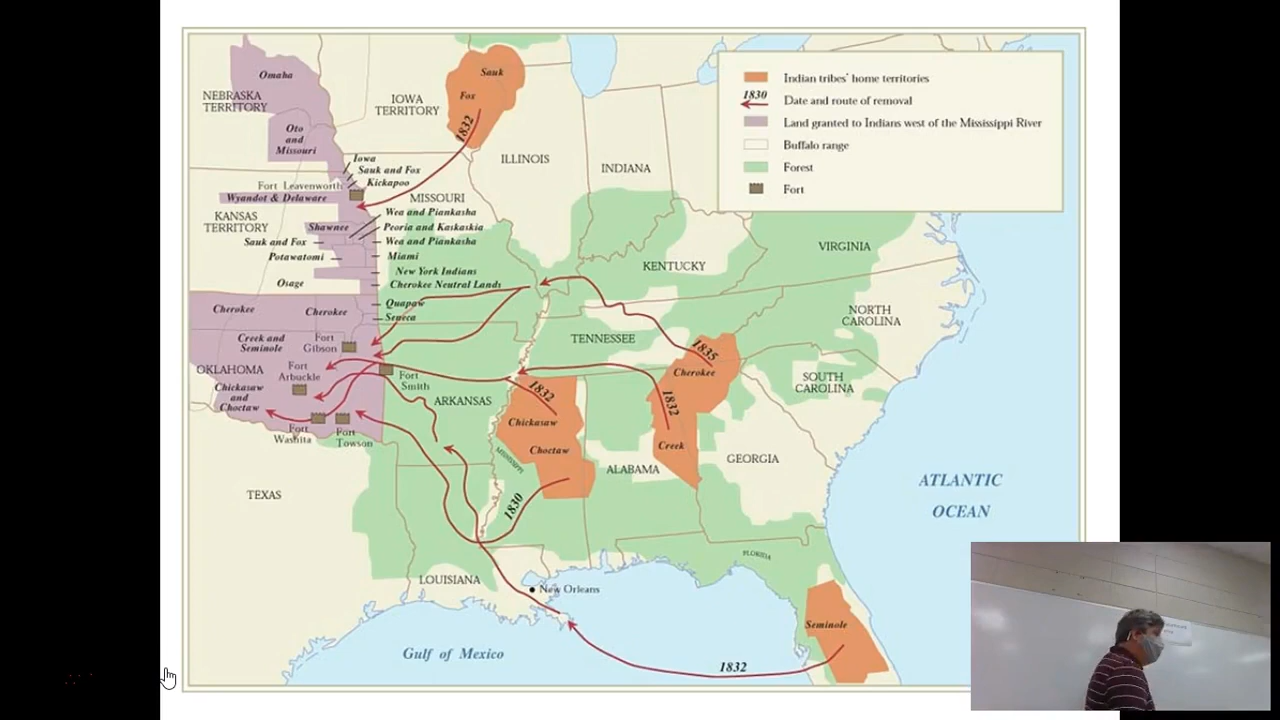 Indian tribes' home territories
1830
Date and route of removal
Land granted to Indians west of the Mississippi River
Buffalo range
Forest
Fort
Omaha
NEBRASKA
TERRITORY
IOWA
TERRITORY
Sauk
Fox
1832
Oto
and
Missouri
ILLINOIS
INDIANA
Iowa
Sauk and Fox
Kickapoo
Fort Leavenworth
Wyandot & Delaware
MISSOURI
KANSAS
TERRITORY
Shawnee
Wea and Piankasha
Peoria and Kaskaskia
Sauk and Fox
Wea and Piankasha
Potawatomi
Miami
New York Indians
Osage
Cherokee Neutral Lands
Quapaw
Seneca
VIRGINIA
KENTUCKY
NORTH
CAROLINA
TENNESSEE
Cherokee
Cherokee
Creek and
Seminole
Fort
Gibson
OKLAHOMA
Fort
Arbuckle
Fort
Smith
Chickasaw
and
Choctaw
Fort
Washita
Fort
Towson
ARKANSAS
1835
Cherokee
1832
Creek
1832
Chickasaw
Choctaw
SOUTH
CAROLINA
MISSISSIPPI
ALABAMA
GEORGIA
TEXAS
1830
ATLANTIC
OCEAN
FLORIDA
LOUISIANA
New Orleans
Seminole
Gulf of Mexico
1832